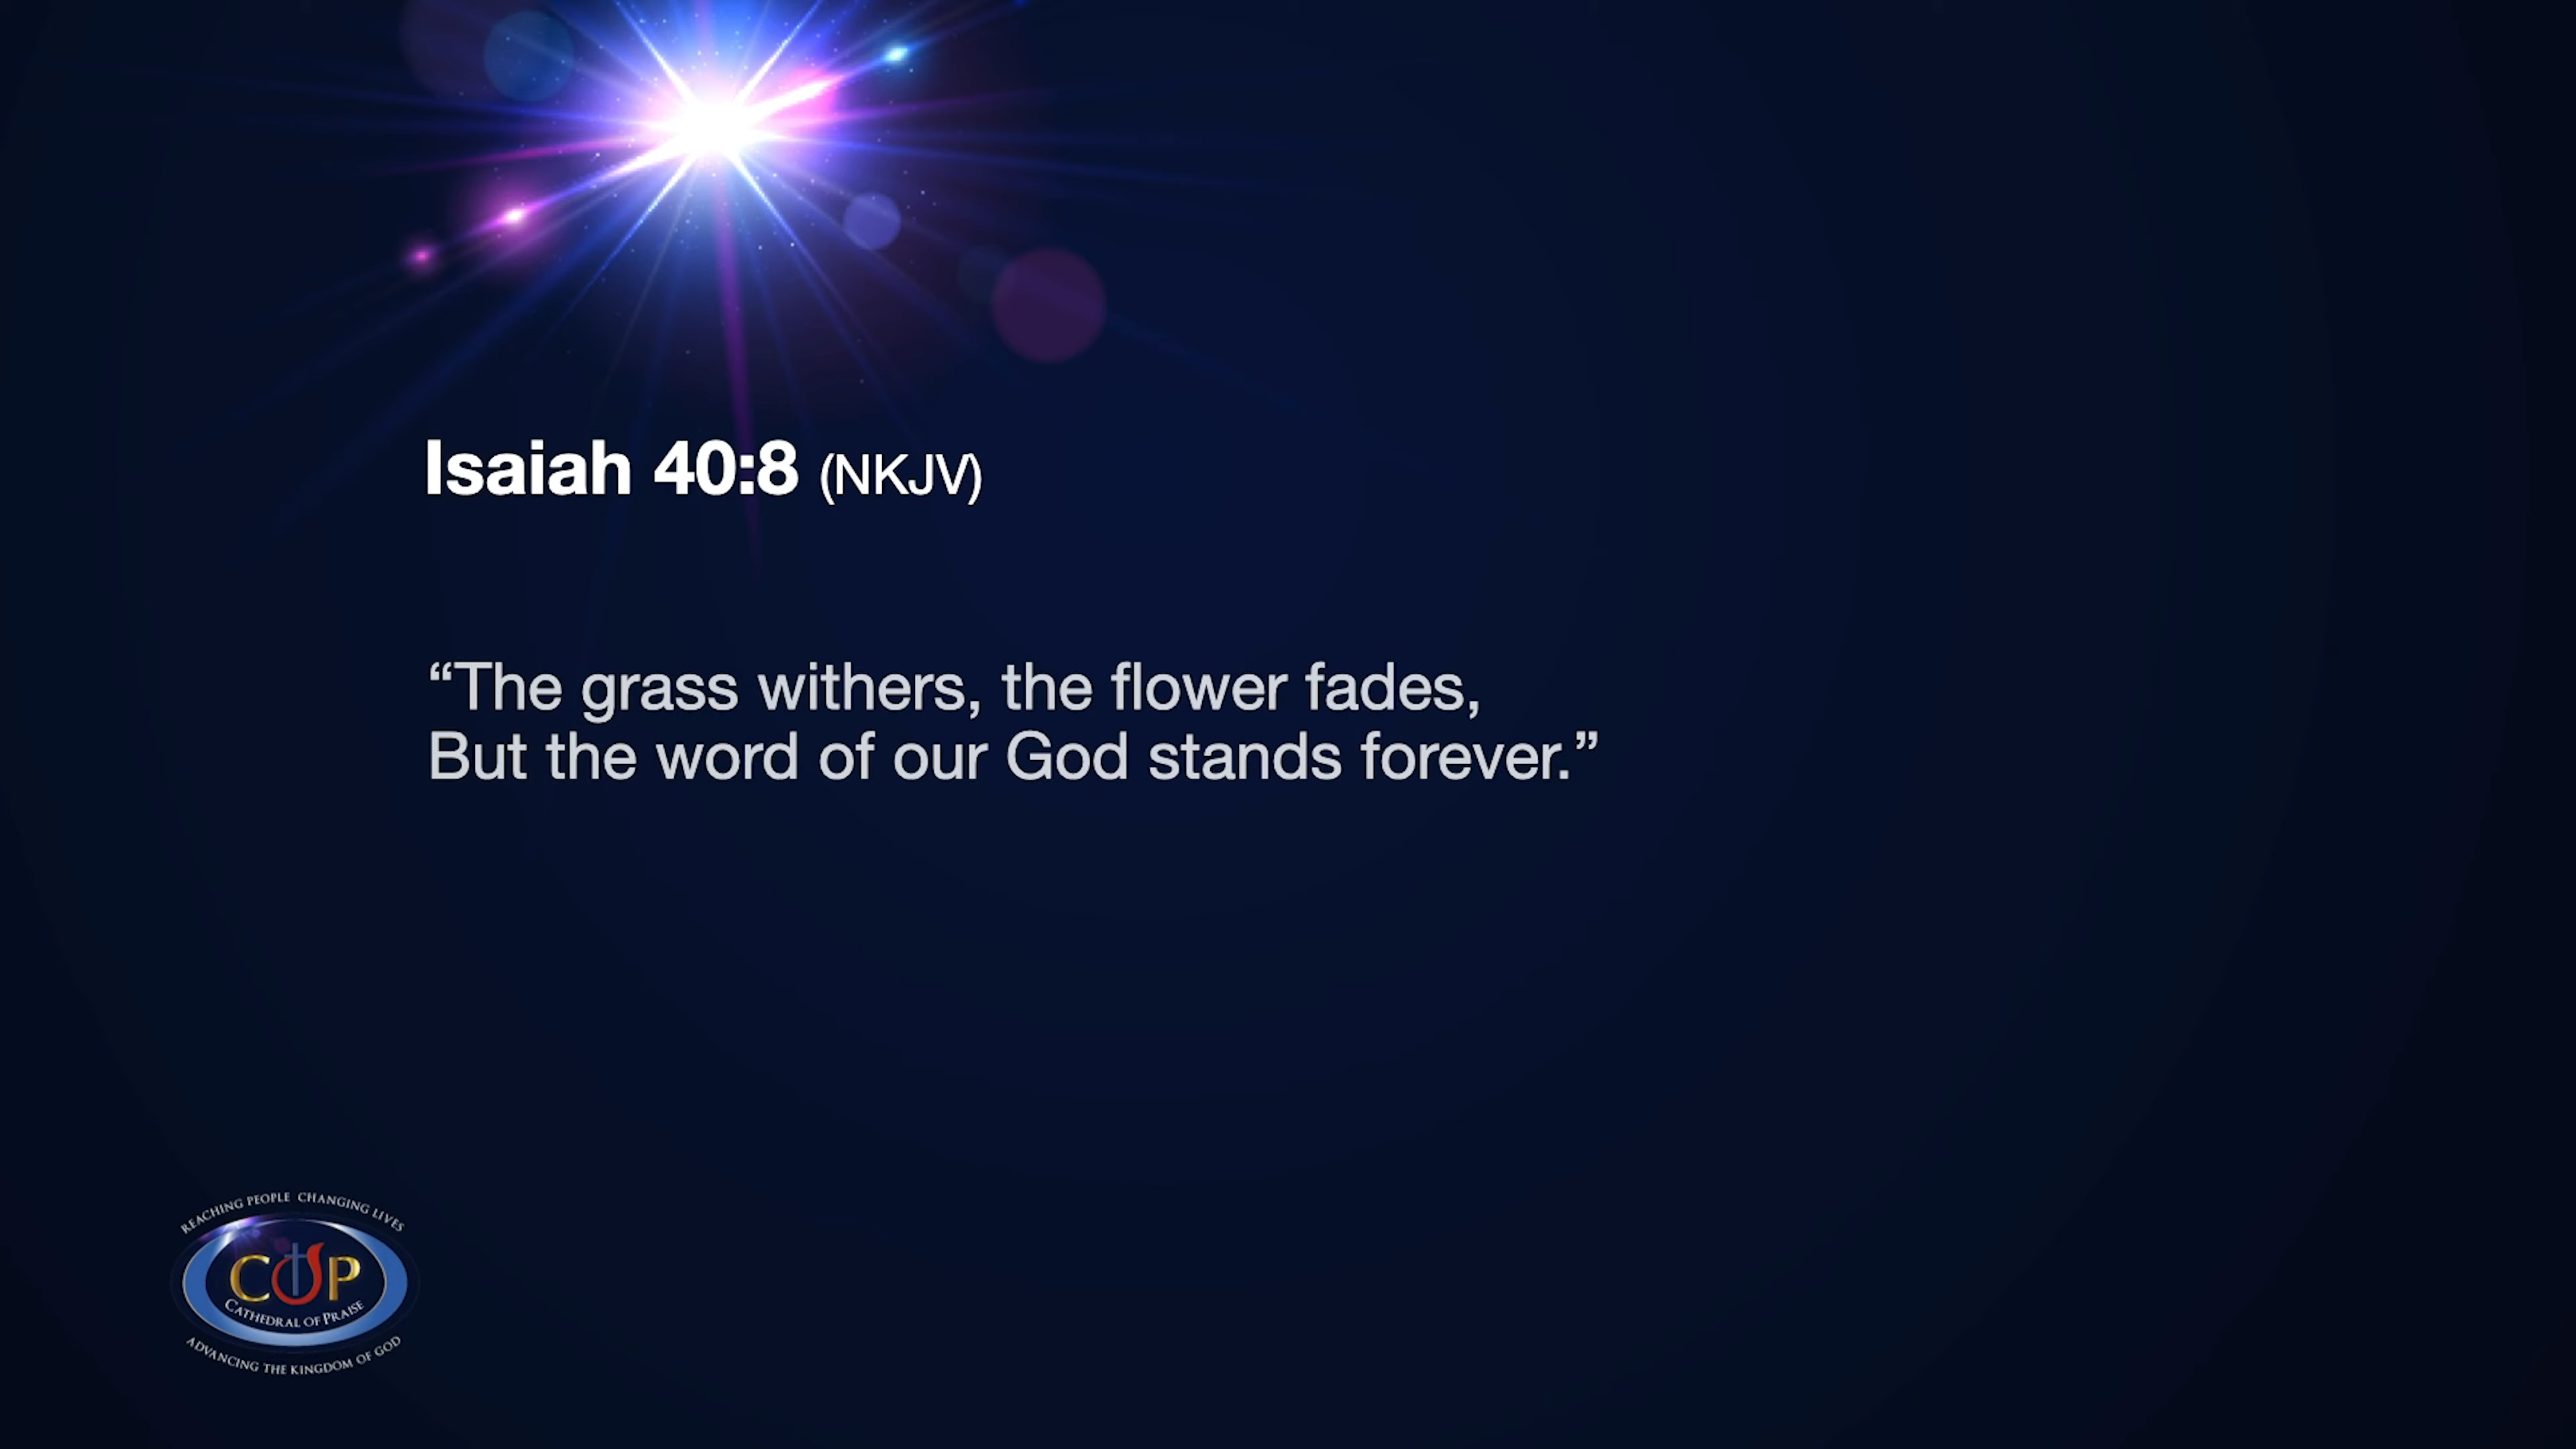 Isaiah 40:8 (NKJV)
“The grass withers, the flower fades,
But the word of our God stands forever.”
REACHING PEOPLE CHANGING LIVES
COP
CATHEDRAL OF PRAISE
ADVANCING THE KINGDOM OF GOD